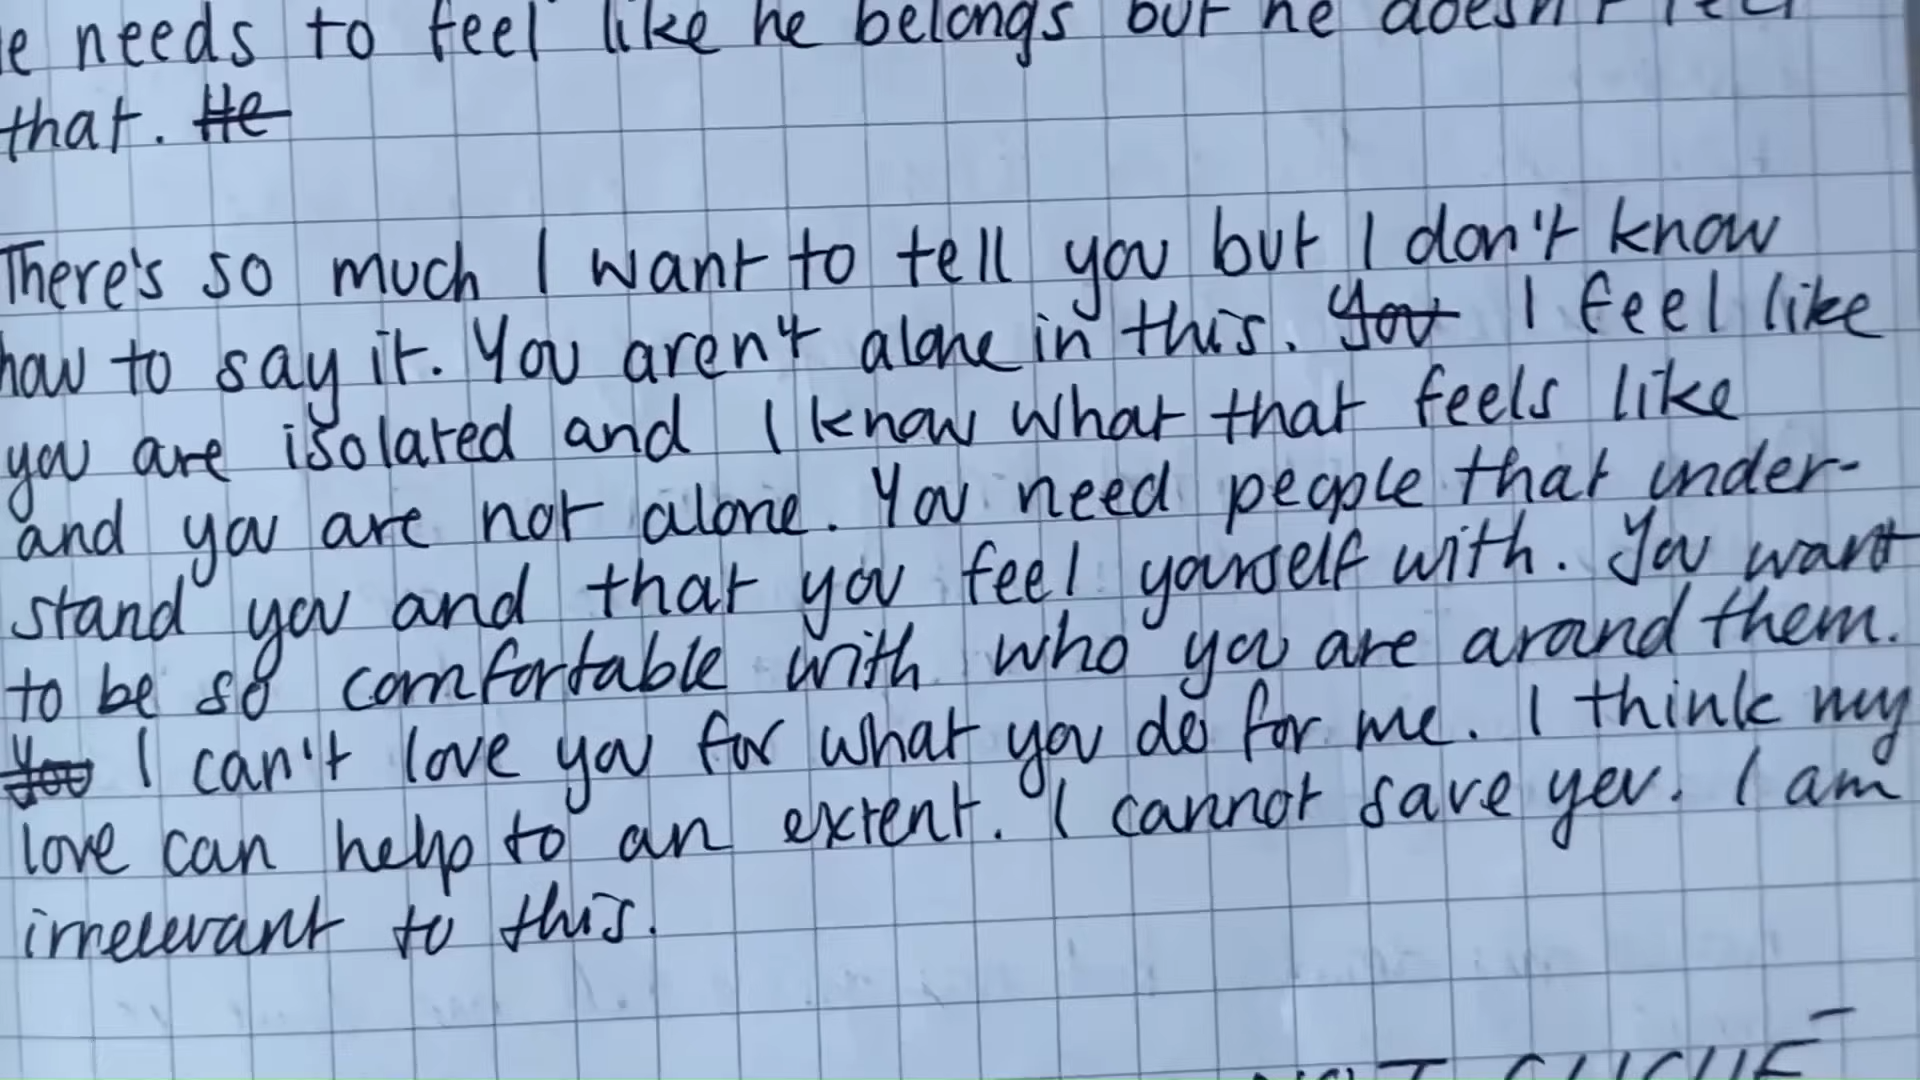 e needs to feel like he belongs but he doesn't feel
that. He
There's so much I want to tell you but I don't know
how to say it. You aren't alone in this. You I feel like
you are isolated and I know what that feels like
and you are not alone. You need people that under-
stand you and that you feel yourself with. You want
to be so comfortable with who you are around them.
You I can't love you for what you do for me. I think my
love can help to an extent. I cannot save you. I am
irrelevant to this.
CLICHE